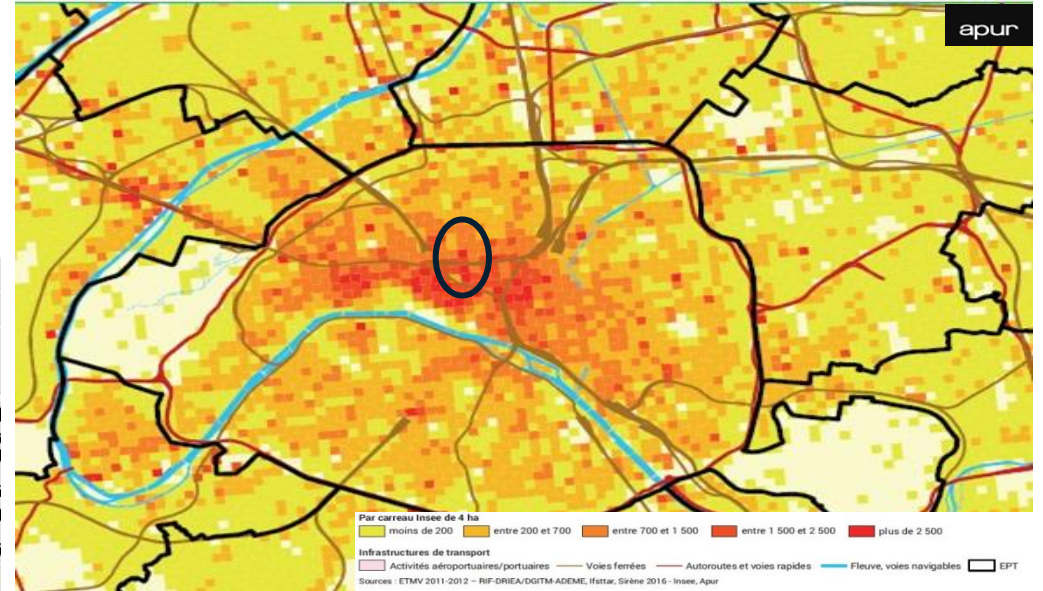 apur
Par carreau Insee de 4 ha
moins de 200 entre 200 et 700 entre 700 et 1 500 entre 1 500 et 2 500 plus de 2 500
Infrastructures de transport
Activités aéroportuaires/portuaires Voies ferrées Autoroutes et voies rapides Fleuve, voies navigables EPT
Sources : ETMV 2011-2012 – RIF-DRIEA/DGITM-ADEME, Ifsttar, Sirène 2016 - Insee, Apur